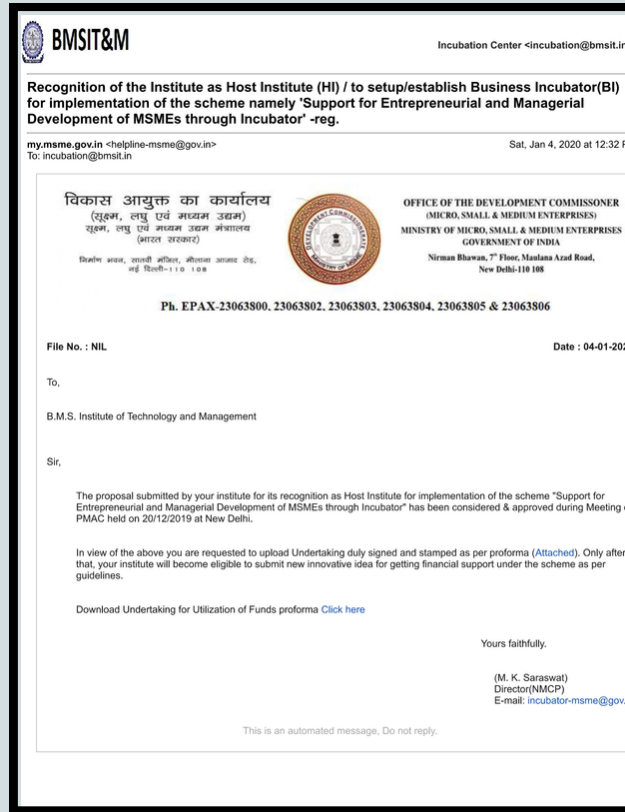 BMSIT&M
Incubation Center <incubation@bmsit.in
Recognition of the Institute as Host Institute (HI) / to setup/establish Business Incubator(BI)
for implementation of the scheme namely 'Support for Entrepreneurial and Managerial
Development of MSMEs through Incubator' -reg.
my.msme.gov.in <helpline-msme@gov.in>
Sat, Jan 4, 2020 at 12:32
To: incubation@bmsit.in
विकास आयुक्त का कार्यालय
(सूक्ष्म, लघु एवं मध्यम उद्यम)
सूक्ष्म, लघु एवं मध्यम उद्यम मंत्रालय
(भारत सरकार)
निर्माण भवन, सातवीं मंजिल, मौलाना आजाद रोड,
नई दिल्ली-110 108
OFFICE OF THE DEVELOPMENT COMMISSONER
(MICRO, SMALL & MEDIUM ENTERPRISES)
MINISTRY OF MICRO, SMALL & MEDIUM ENTERPRISES
GOVERNMENT OF INDIA
Nirman Bhawan, 7" Floor, Maulana Azad Road,
New Delhi-110 108
Ph. EPAX-23063800, 23063802, 23063803, 23063804, 23063805 & 23063806
File No. : NIL
Date : 04-01-202
To,
B.M.S. Institute of Technology and Management
Sir,
The proposal submitted by your institute for its recognition as Host Institute for implementation of the scheme "Support for
Entrepreneurial and Managerial Development of MSMEs through Incubator" has been considered & approved during Meeting
PMAC held on 20/12/2019 at New Delhi.
In view of the above you are requested to upload Undertaking duly signed and stamped as per proforma (Attached). Only after
that, your institute will become eligible to submit new innovative idea for getting financial support under the scheme as per
guidelines.
Download Undertaking for Utilization of Funds proforma Click here
Yours faithfully.
(M. K. Saraswat)
Director(NMCP)
E-mail: incubator-msme@gov.
This is an automated message, Do not reply.